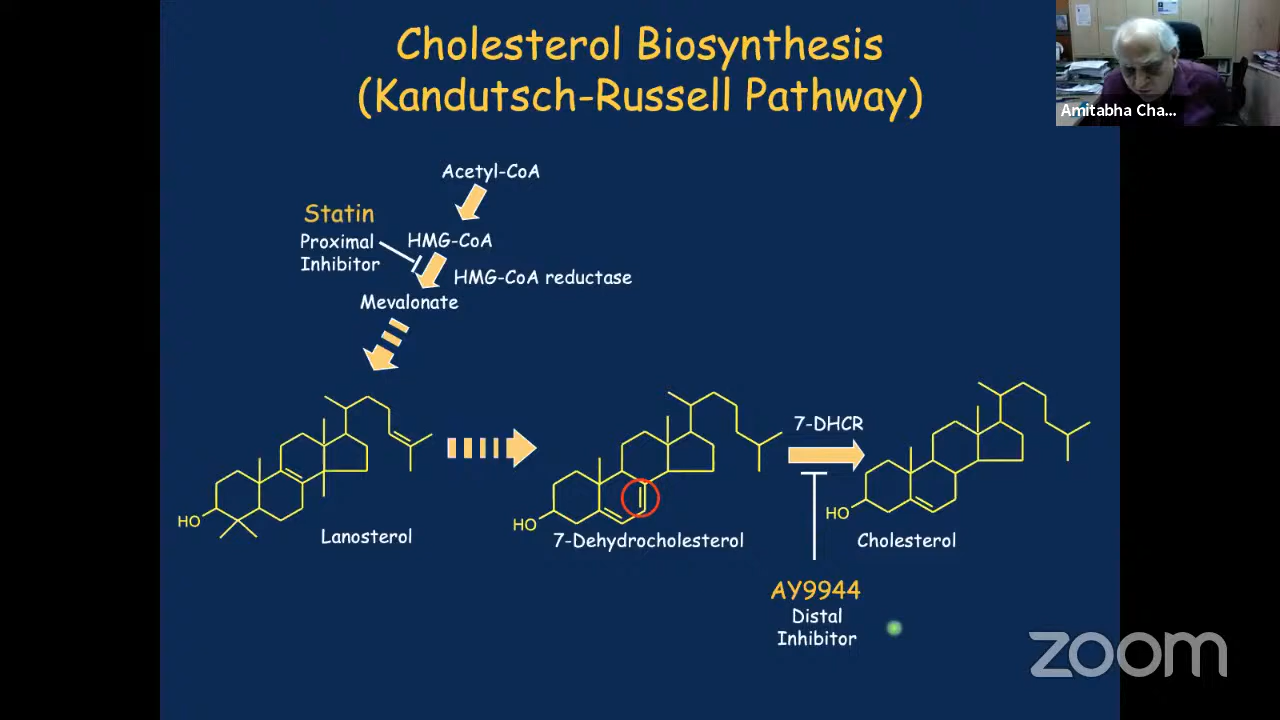 Cholesterol Biosynthesis
(Kandutsch-Russell Pathway)
Amitabha Cha...
Acetyl-CoA
Statin
Proximal
Inhibitor
HMG-CoA
HMG-CoA reductase
Mevalonate
HO
Lanosterol
HO
7-Dehydrocholesterol
7-DHCR
HO
Cholesterol
AY9944
Distal
Inhibitor
zoom